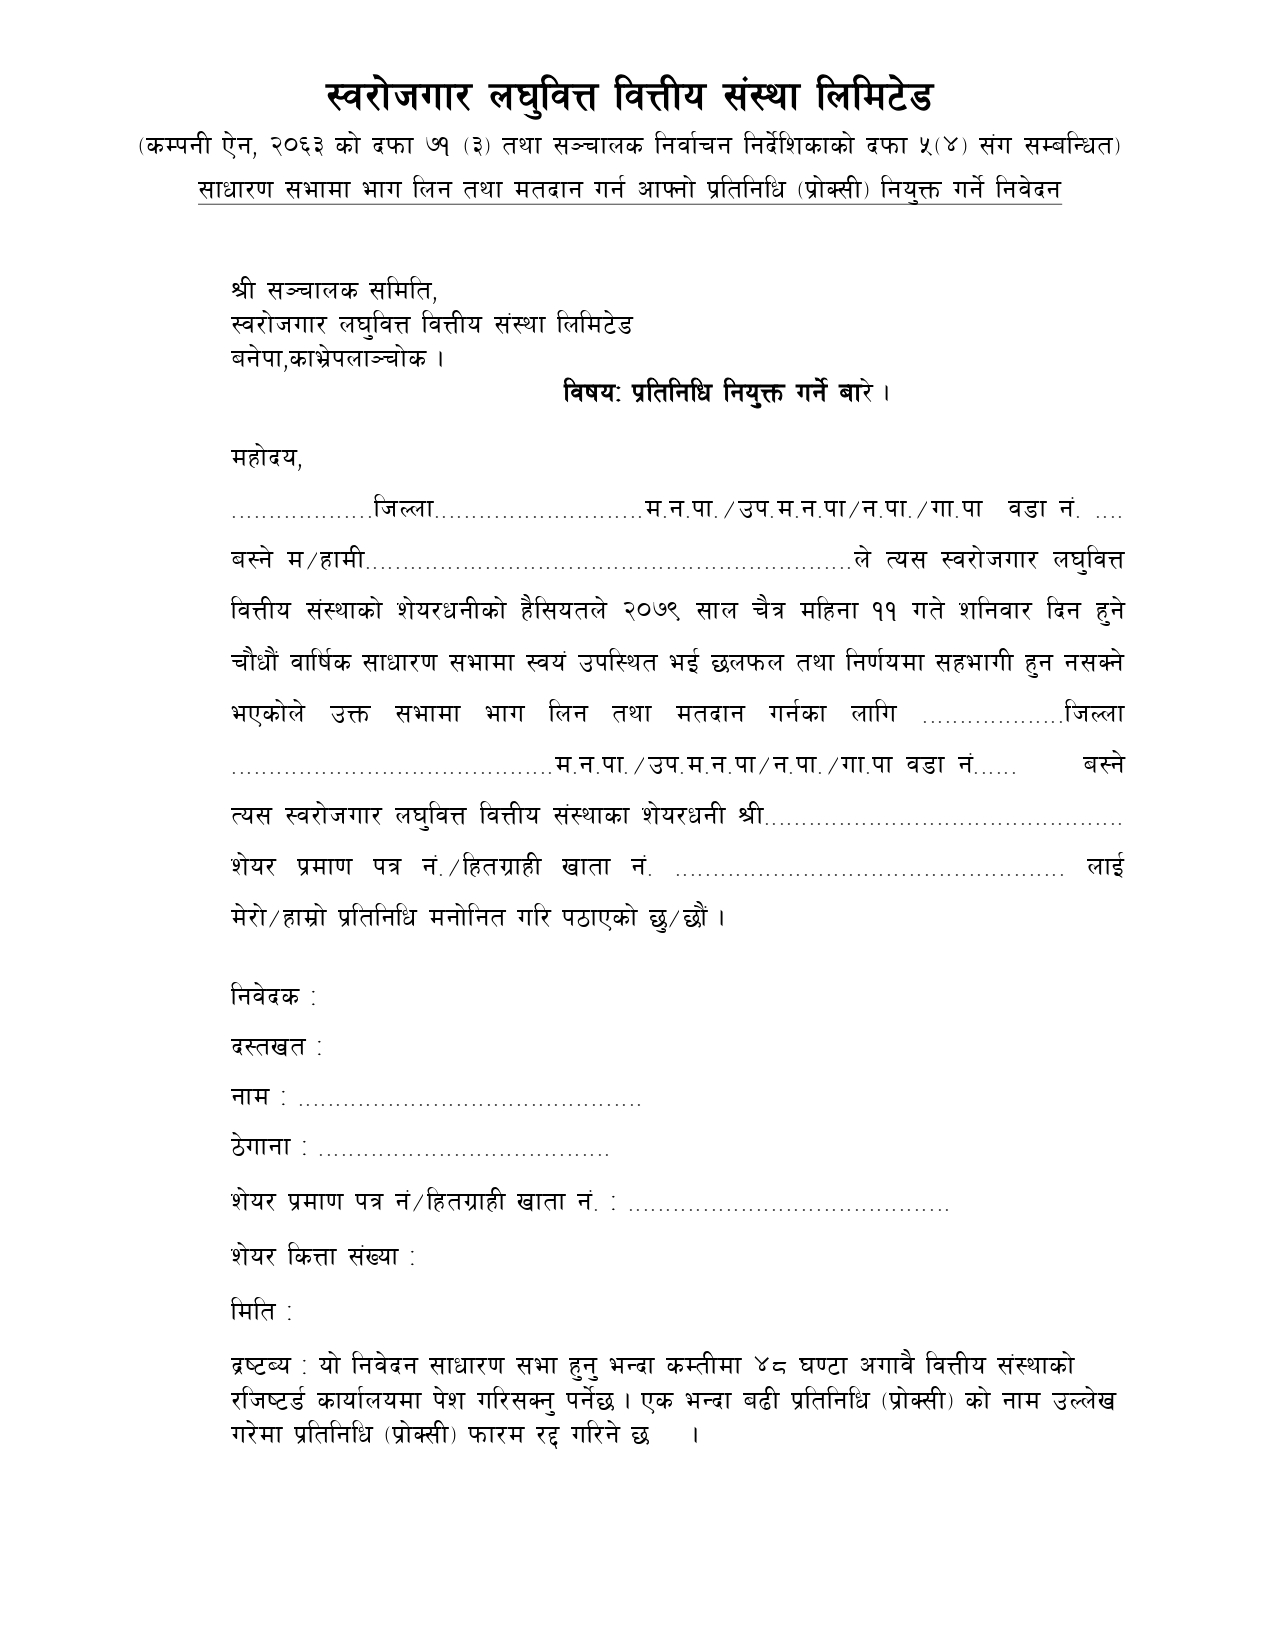 स्वरोजगार लघुवित्त वित्तीय संस्था लिमिटेड
(कम्पनी ऐन, २०६३ को दफा ७१ (३) तथा सञ्चालक निर्वाचन निर्देशिकाको दफा ५(४) संग सम्बन्धित)
साधारण सभामा भाग लिन तथा मतदान गर्न आफ्नो प्रतिनिधि (प्रोक्सी) नियुक्त गर्ने निवेदन
श्री सञ्चालक समिति,
स्वरोजगार लघुवित्त वित्तीय संस्था लिमिटेड
बनेपा,काभ्रेपलाञ्चोक ।
विषय: प्रतिनिधि नियुक्त गर्ने बारे ।
महोदय,
...................जिल्ला............................म.न.पा./उप.म.न.पा/न.पा./गा.पा वडा नं. ....
बस्ने म/हामी.................................................................ले त्यस स्वरोजगार लघुवित्त
वित्तीय संस्थाको शेयरधनीको हैसियतले २०७९ साल चैत्र महिना ११ गते शनिवार दिन हुने
चौधौं वार्षिक साधारण सभामा स्वयं उपस्थित भई छलफल तथा निर्णयमा सहभागी हुन नसक्ने
भएकोले उक्त सभामा भाग लिन तथा मतदान गर्नका लागि ...................जिल्ला
...........................................म.न.पा./उप.म.न.पा/न.पा./गा.पा वडा नं...... बस्ने
त्यस स्वरोजगार लघुवित्त वित्तीय संस्थाका शेयरधनी श्री................................................
शेयर प्रमाण पत्र नं./हितग्राही खाता नं. .................................................... लाई
मेरो/हाम्रो प्रतिनिधि मनोनित गरि पठाएको छु/छौं ।
निवेदक :
दस्तखत :
नाम : ..............................................
ठेगाना : .......................................
शेयर प्रमाण पत्र नं/हितग्राही खाता नं. : ...........................................
शेयर कित्ता संख्या :
मिति :
द्रष्टब्य : यो निवेदन साधारण सभा हुनु भन्दा कम्तीमा ४८ घण्टा अगावै वित्तीय संस्थाको
रजिष्टर्ड कार्यालयमा पेश गरिसक्नु पर्नेछ । एक भन्दा बढी प्रतिनिधि (प्रोक्सी) को नाम उल्लेख
गरेमा प्रतिनिधि (प्रोक्सी) फारम रद्द गरिने छ ।